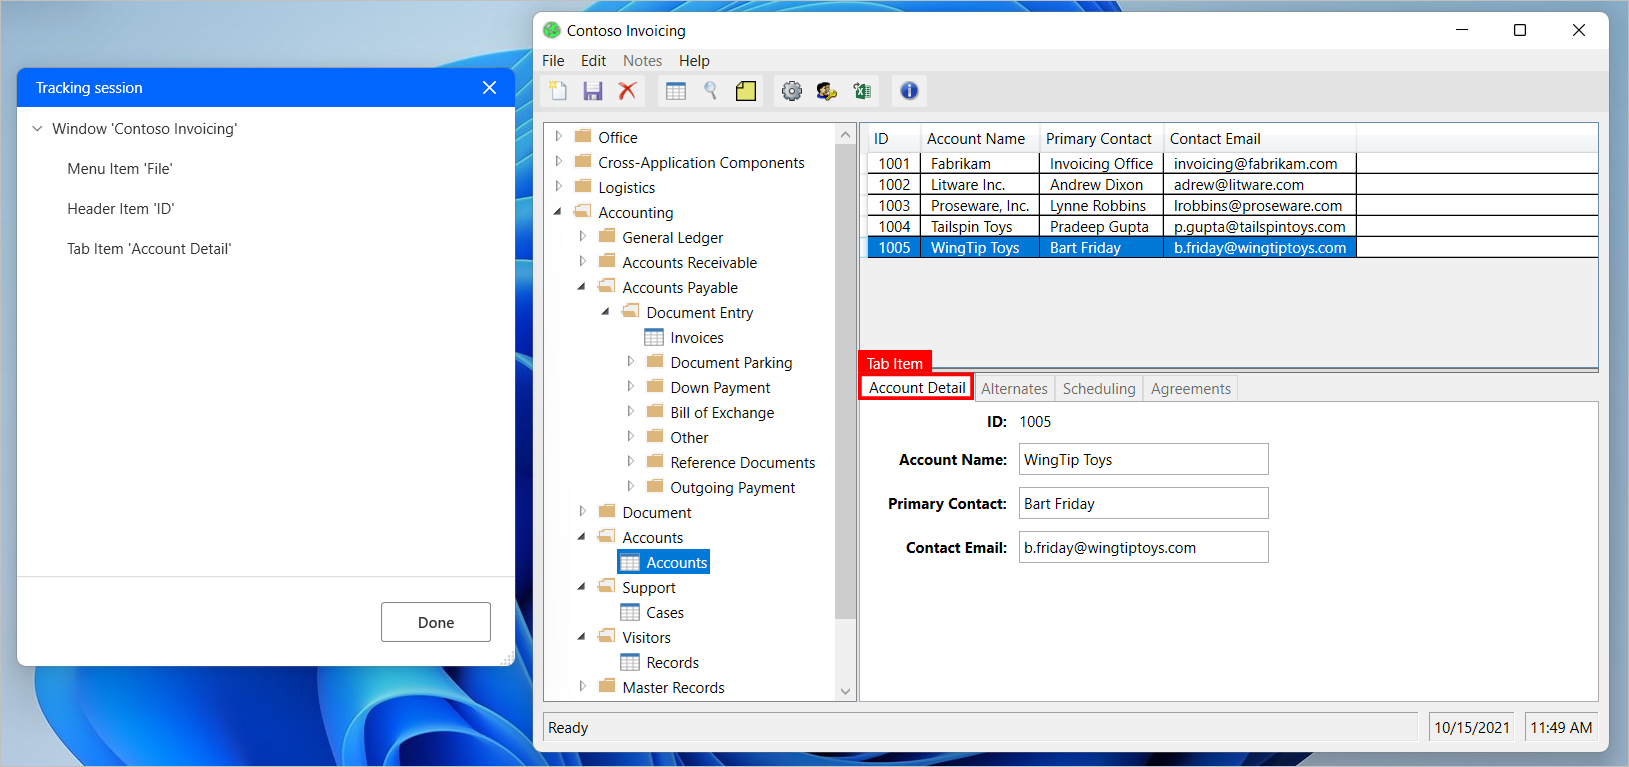 Tracking session
Window 'Contoso Invoicing'
Menu Item 'File'
Header Item 'ID'
Tab Item 'Account Detail'
Done
Contoso Invoicing
File Edit Notes Help
Office
Cross-Application Components
Logistics
Accounting
General Ledger
Accounts Receivable
Accounts Payable
Document Entry
Invoices
Document Parking
Down Payment
Bill of Exchange
Other
Reference Documents
Outgoing Payment
Document
Accounts
Accounts
Support
Cases
Visitors
Records
Master Records
ID Account Name Primary Contact Contact Email
1001 Fabrikam Invoicing Office invoicing@fabrikam.com
1002 Litware Inc. Andrew Dixon adrew@litware.com
1003 Proseware, Inc. Lynne Robbins lrobbins@proseware.com
1004 Tailspin Toys Pradeep Gupta p.gupta@tailspintoys.com
1005 WingTip Toys Bart Friday b.friday@wingtiptoys.com
Tab Item
Account Detail Alternates Scheduling Agreements
ID: 1005
Account Name: WingTip Toys
Primary Contact: Bart Friday
Contact Email: b.friday@wingtiptoys.com
Ready 10/15/2021 11:49 AM